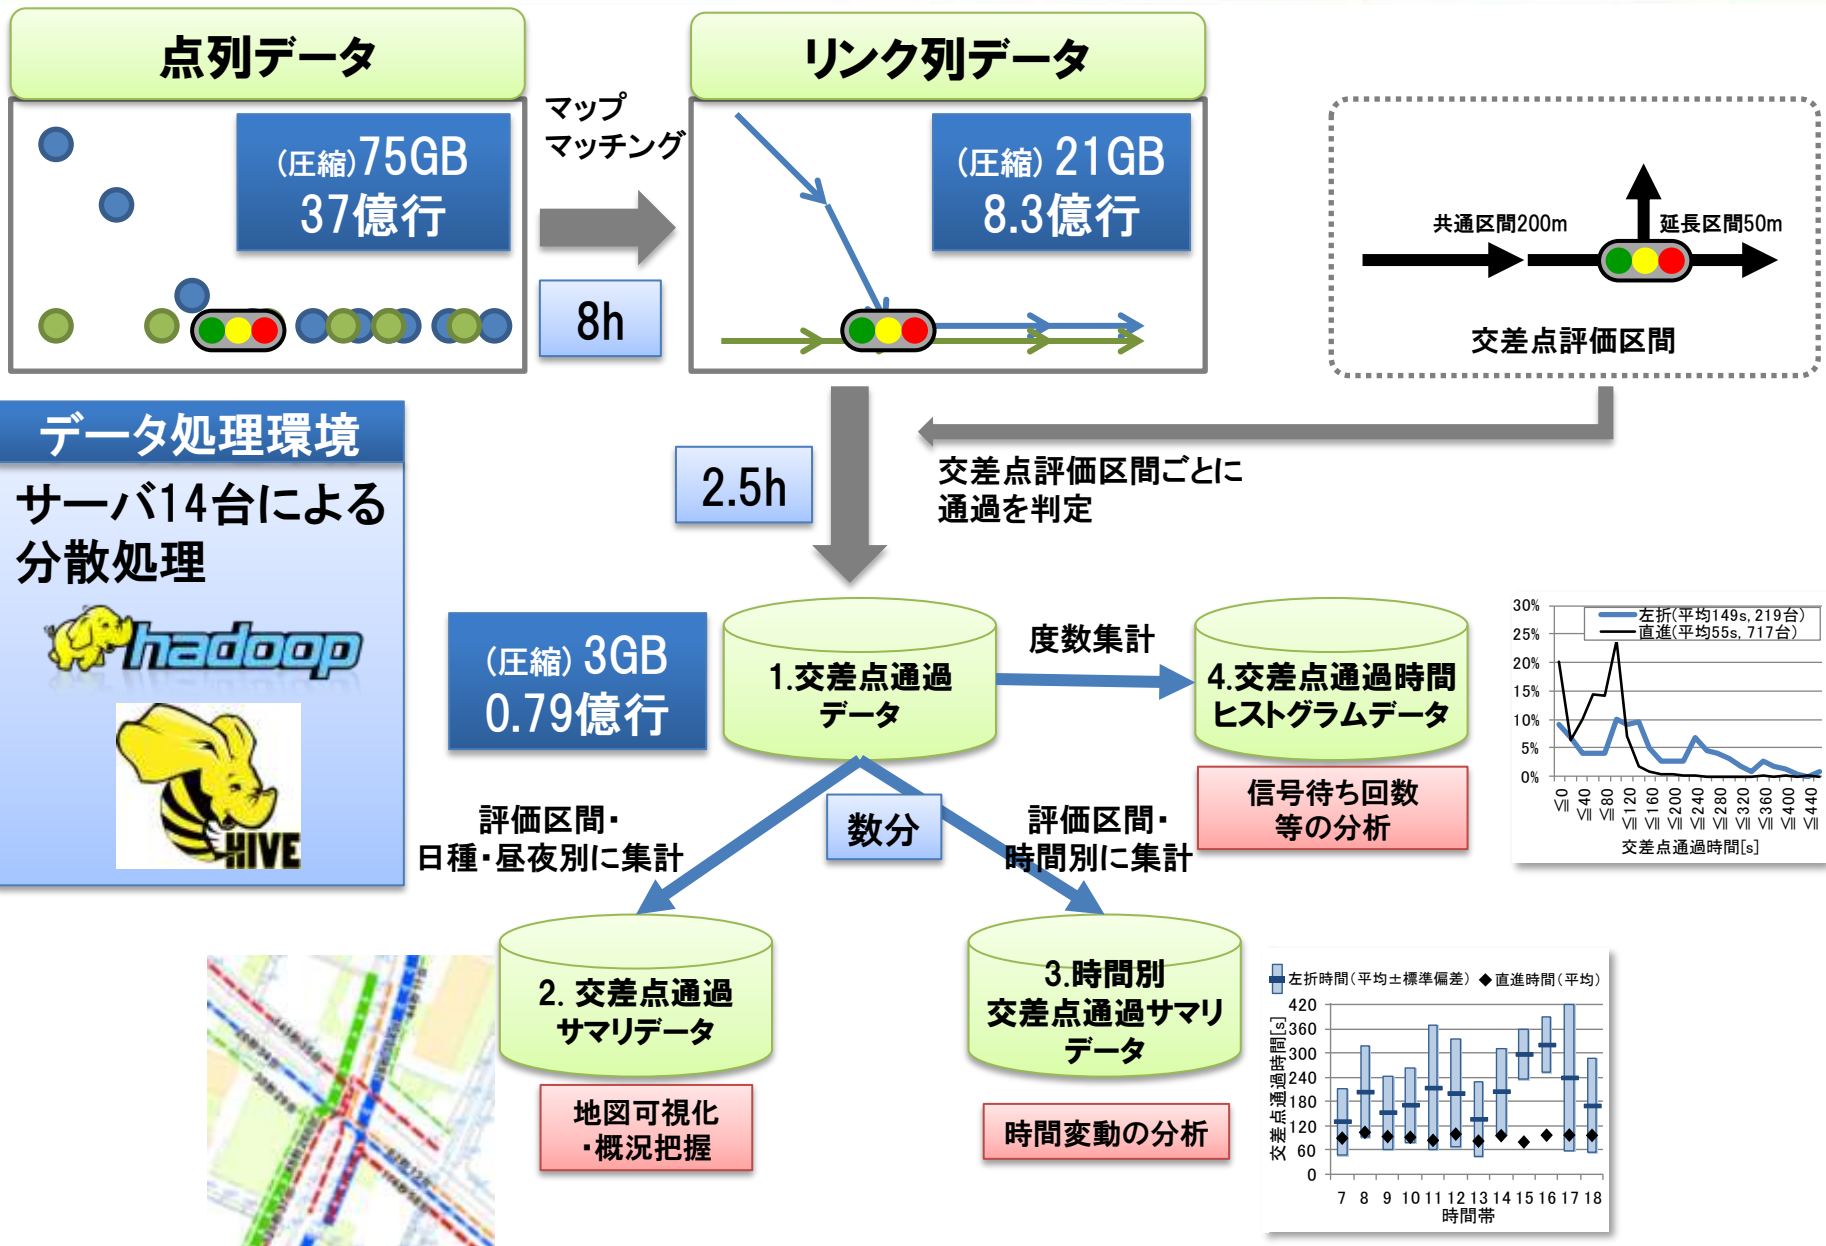 点列データ
(圧縮)75GB
37億行
マップ
マッチング
8h
リンク列データ
(圧縮)21GB
8.3億行
共通区間200m
延長区間50m
交差点評価区間
データ処理環境
サーバ14台による
分散処理
hadoop
HIVE
2.5h
交差点評価区間ごとに
通過を判定
(圧縮)3GB
0.79億行
1.交差点通過
データ
度数集計
4.交差点通過時間
ヒストグラムデータ
信号待ち回数
等の分析
30%
25%
20%
15%
10%
5%
0%
左折(平均149s,219台)
直進(平均55s,717台)
≦0
≦40
≦80
≦120
≦160
≦200
≦240
≦280
≦320
≦360
≦400
≦440
交差点通過時間[s]
評価区間・
日種・昼夜別に集計
数分
評価区間・
時間別に集計
2. 交差点通過
サマリデータ
地図可視化
・概況把握
3.時間別
交差点通過サマリ
データ
時間変動の分析
左折時間(平均±標準偏差) ◆直進時間(平均)
交差点通過時間[s]
420
360
300
240
180
120
60
0
7 8 9 10 11 12 13 14 15 16 17 18
時間帯